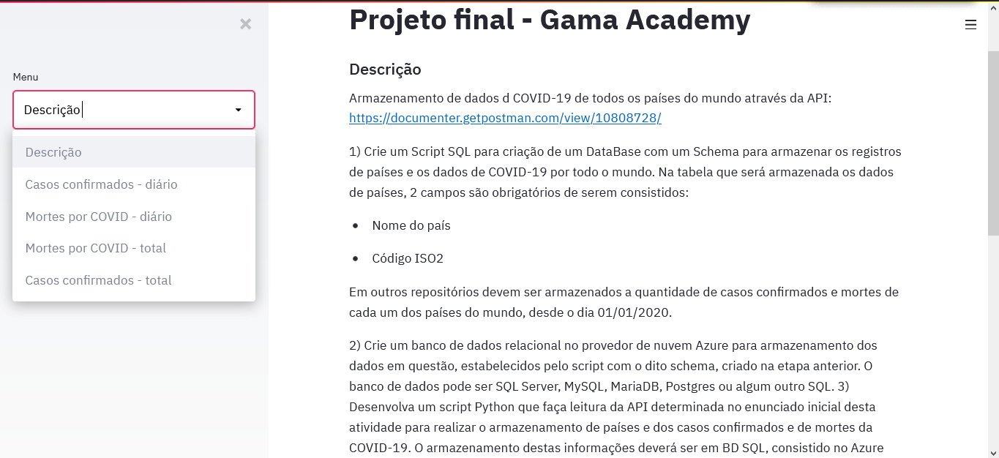 Menu
Descrição
Descrição
Casos confirmados - diário
Mortes por COVID - diário
Mortes por COVID - total
Casos confirmados - total
Projeto final - Gama Academy
Descrição
Armazenamento de dados d COVID-19 de todos os países do mundo através da API:
https://documenter.getpostman.com/view/10808728/
1) Crie um Script SQL para criação de um DataBase com um Schema para armazenar os registros
de países e os dados de COVID-19 por todo o mundo. Na tabela que será armazenada os dados
de países, 2 campos são obrigatórios de serem consistidos:
• Nome do país
• Código ISO2
Em outros repositórios devem ser armazenados a quantidade de casos confirmados e mortes de
cada um dos países do mundo, desde o dia 01/01/2020.
2) Crie um banco de dados relacional no provedor de nuvem Azure para armazenamento dos
dados em questão, estabelecidos pelo script com o dito schema, criado na etapa anterior. O
banco de dados pode ser SQL Server, MySQL, MariaDB, Postgres ou algum outro SQL. 3)
Desenvolva um script Python que faça leitura da API determinada no enunciado inicial desta
atividade para realizar o armazenamento de países e dos casos confirmados e de mortes da
COVID-19. O armazenamento destas informações deverá ser em BD SQL, consistido no Azure